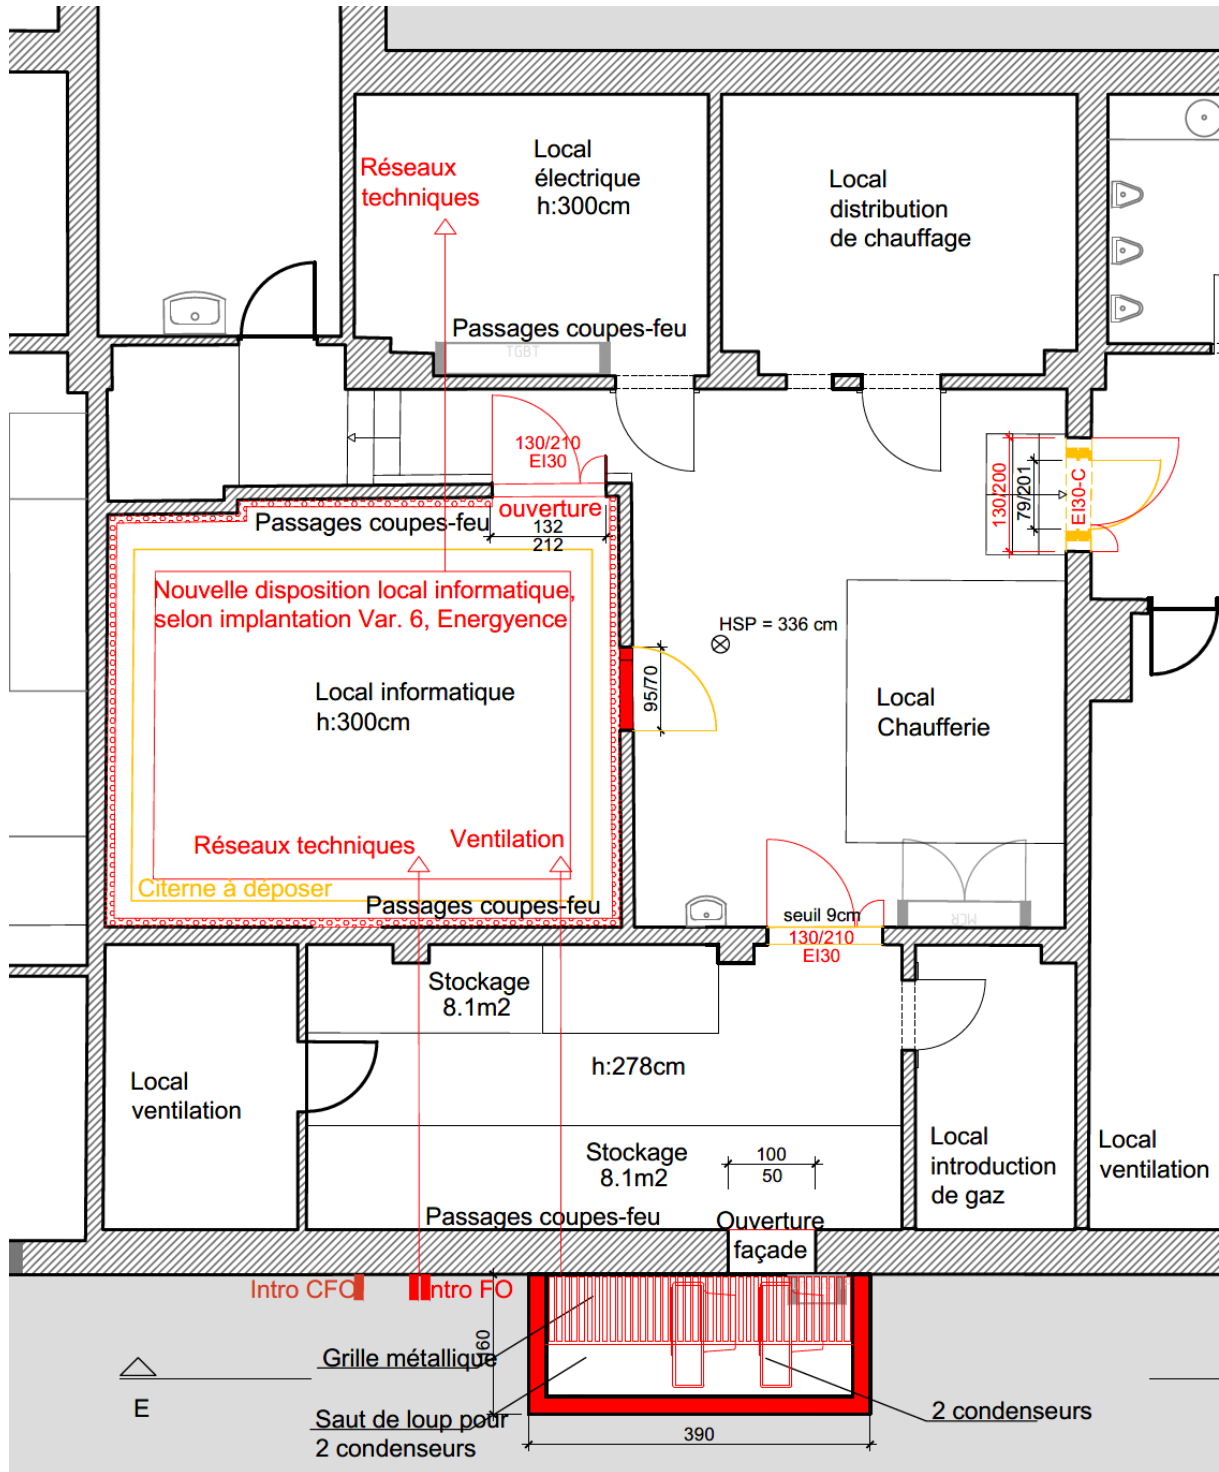 Réseaux
techniques
Local
électrique
h:300cm
Local
distribution
de chauffage
Passages coupes-feu
TGBT
130/210
EI30
ouverture
132
212
Passages coupes-feu
130/200
79/201
EI30-C
Nouvelle disposition local informatique,
selon implantation Var. 6, Energyence
HSP = 336 cm
95/70
Local informatique
h:300cm
Local
Chaufferie
Réseaux techniques
Ventilation
Citerne à déposer
Passages coupes-feu
MCR
seuil 9cm
130/210
EI30
Stockage
8.1m2
h:278cm
Local
ventilation
Stockage
8.1m2
100
50
Local
introduction
de gaz
Local
ventilation
Passages coupes-feu
Ouverture
façade
Intro CFO
Intro FO
160
Grille métallique
E
Saut de loup pour
2 condenseurs
390
2 condenseurs